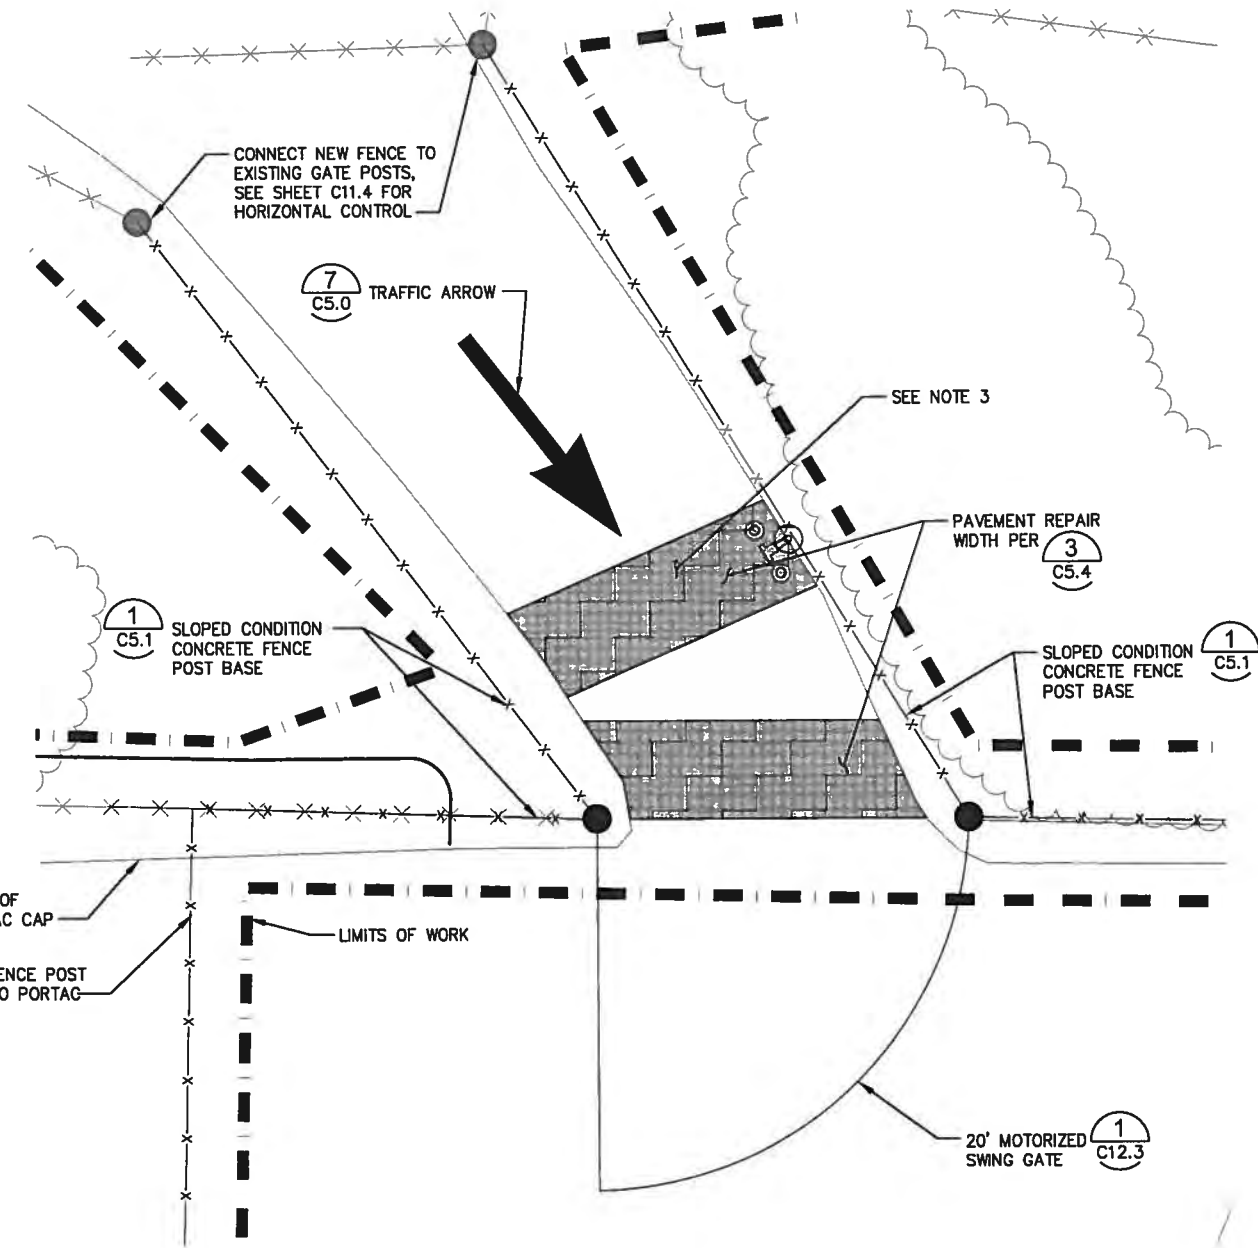 CONNECT NEW FENCE TO
EXISTING GATE POSTS,
SEE SHEET C11.4 FOR
HORIZONTAL CONTROL
7
C5.0
TRAFFIC ARROW
SEE NOTE 3
PAVEMENT REPAIR
WIDTH PER
3
C5.4
1
C5.1
SLOPED CONDITION
CONCRETE FENCE
POST BASE
SLOPED CONDITION
CONCRETE FENCE
POST BASE
1
C5.1
OF
AC CAP
LIMITS OF WORK
ENCE POST
O PORTAC
20' MOTORIZED
SWING GATE
1
C12.3